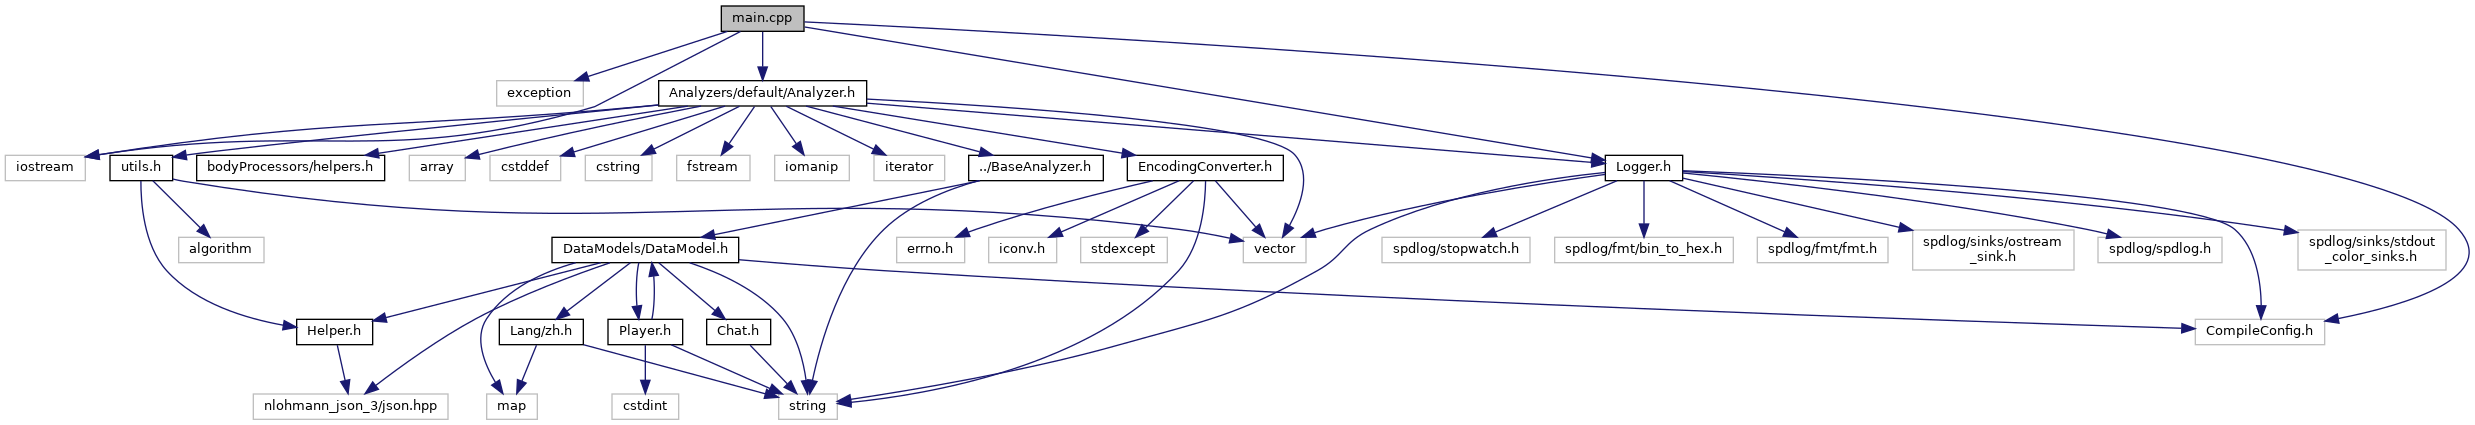 main.cpp
exception
Analyzers/default/Analyzer.h
iostream
utils.h
bodyProcessors/helpers.h
array
cstddef
cstring
fstream
iomanip
iterator
../BaseAnalyzer.h
EncodingConverter.h
Logger.h
algorithm
DataModels/DataModel.h
errno.h
iconv.h
stdexcept
vector
spdlog/stopwatch.h
spdlog/fmt/bin_to_hex.h
spdlog/fmt/fmt.h
spdlog/sinks/ostream
_sink.h
spdlog/spdlog.h
spdlog/sinks/stdout
_color_sinks.h
Helper.h
Lang/zh.h
Player.h
Chat.h
CompileConfig.h
nlohmann_json_3/json.hpp
map
cstdint
string